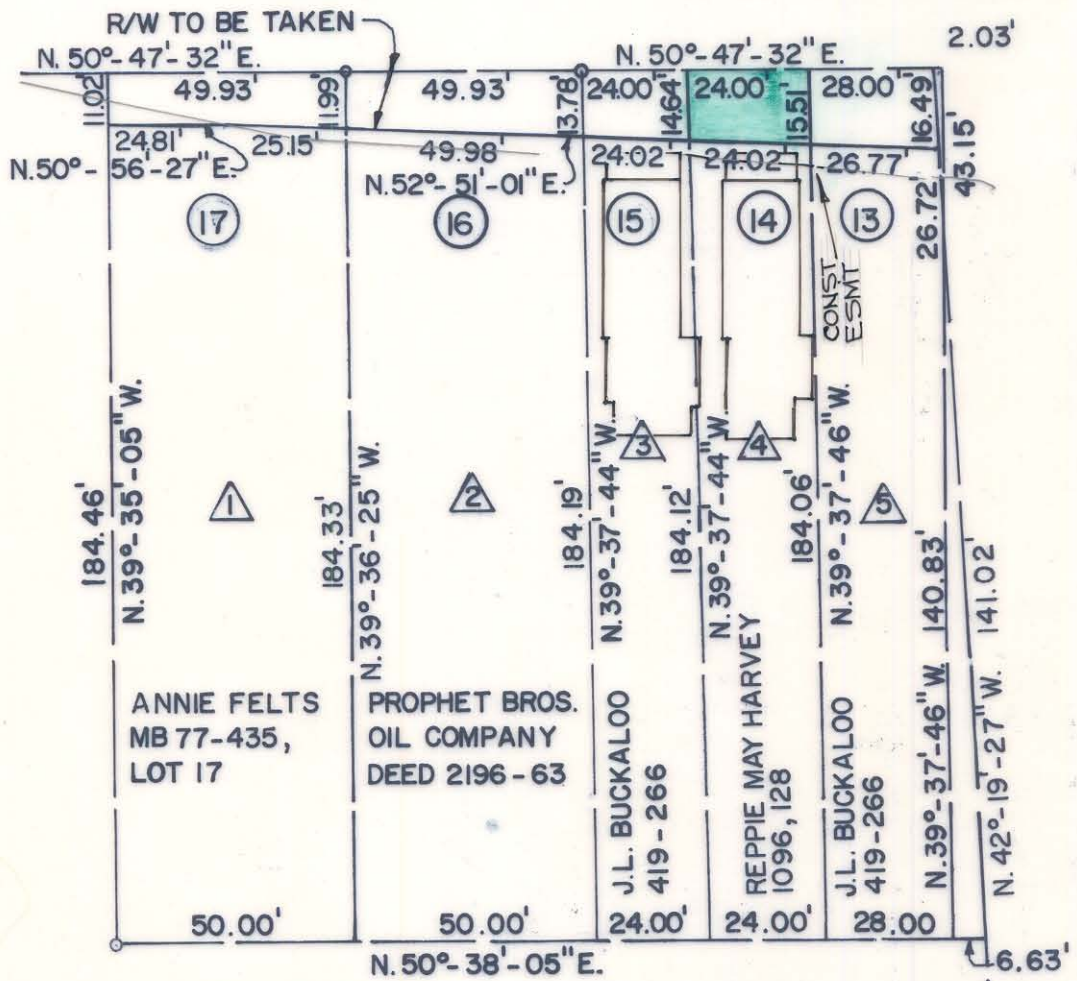 R/W TO BE TAKEN
2.03'
N. 50°-47'-32"E.
N. 50°-47'-32"E.
11.02'
49.93'
11.99'
49.93'
13.78'
24.00'
14.64'
24.00'
15.51'
28.00'
16.49'
43.15'
24.81'
25.15'
49.98'
24.02
24.02
26.77'
N.50°-56'-27"E.
N.52°-51'-01"E.
26.72'
17
16
15
14
13
CONST
ESMT
1
2
3
4
5
184.46'
N.39°-35'-05"W.
184.33'
N.39°-36'-25"W.
184.19'
N.39°-37'-44"W.
184.12'
N.39°-37'-44"W.
184.06'
N.39°-37'-46"W.
140.83'
N.39°-37'-46"W.
141.02'
N.42°-19'-27"W.
ANNIE FELTS
MB 77-435,
LOT 17
PROPHET BROS.
OIL COMPANY
DEED 2196-63
J.L. BUCKALOO
419-266
REPPIE MAY HARVEY
1096, 128
J.L. BUCKALOO
419-266
50.00'
50.00'
24.00'
24.00'
28.00
6.63'
N.50°-38'-05"E.